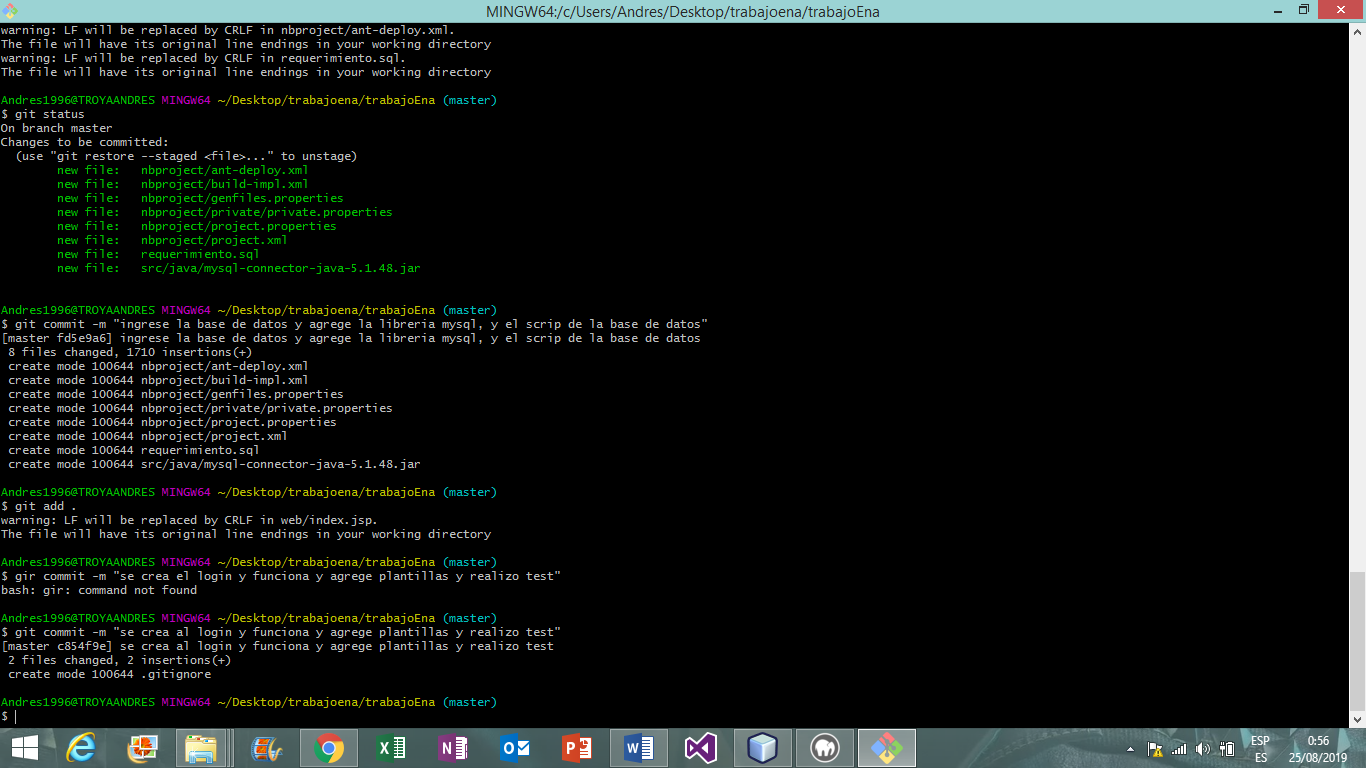 MINGW64:/c/Users/Andres/Desktop/trabajoena/trabajoEna
warning: LF will be replaced by CRLF in nbproject/ant-deploy.xml.
The file will have its original line endings in your working directory
warning: LF will be replaced by CRLF in requerimiento.sql.
The file will have its original line endings in your working directory
Andres1996@TROYAANDRES MINGW64 ~/Desktop/trabajoena/trabajoEna (master)
$ git status
On branch master
Changes to be committed:
(use "git restore --staged <file>..." to unstage)
new file: nbproject/ant-deploy.xml
new file: nbproject/build-impl.xml
new file: nbproject/genfiles.properties
new file: nbproject/private/private.properties
new file: nbproject/project.properties
new file: nbproject/project.xml
new file: requerimiento.sql
new file: src/java/mysql-connector-java-5.1.48.jar
Andres1996@TROYAANDRES MINGW64 ~/Desktop/trabajoena/trabajoEna (master)
$ git commit -m "ingrese la base de datos y agrege la libreria mysql, y el scrip de la base de datos"
[master fd5e9a6] ingrese la base de datos y agrege la libreria mysql, y el scrip de la base de datos
8 files changed, 1710 insertions(+)
create mode 100644 nbproject/ant-deploy.xml
create mode 100644 nbproject/build-impl.xml
create mode 100644 nbproject/genfiles.properties
create mode 100644 nbproject/private/private.properties
create mode 100644 nbproject/project.properties
create mode 100644 nbproject/project.xml
create mode 100644 requerimiento.sql
create mode 100644 src/java/mysql-connector-java-5.1.48.jar
Andres1996@TROYAANDRES MINGW64 ~/Desktop/trabajoena/trabajoEna (master)
$ git add .
warning: LF will be replaced by CRLF in web/index.jsp.
The file will have its original line endings in your working directory
Andres1996@TROYAANDRES MINGW64 ~/Desktop/trabajoena/trabajoEna (master)
$ gir commit -m "se crea el login y funciona y agrege plantillas y realizo test"
bash: gir: command not found
Andres1996@TROYAANDRES MINGW64 ~/Desktop/trabajoena/trabajoEna (master)
$ git commit -m "se crea al login y funciona y agrege plantillas y realizo test"
[master c854f9e] se crea al login y funciona y agrege plantillas y realizo test
2 files changed, 2 insertions(+)
create mode 100644 .gitignore
Andres1996@TROYAANDRES MINGW64 ~/Desktop/trabajoena/trabajoEna (master)
$
ESP
ES
0:56
25/08/2019